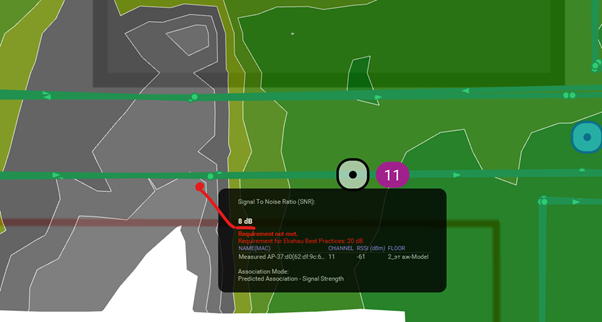 11
Signal To Noise Ratio (SNR):
8 dB
Requirement not met.
Requirement for Ekahau Best Practices: 20 dB
NAME(MAC) CHANNEL RSSI (dBm) FLOOR
Measured AP-37:d0(62:df:9c:6... 11 -61 2_эт аж-Model
Association Mode:
Predicted Association - Signal Strength